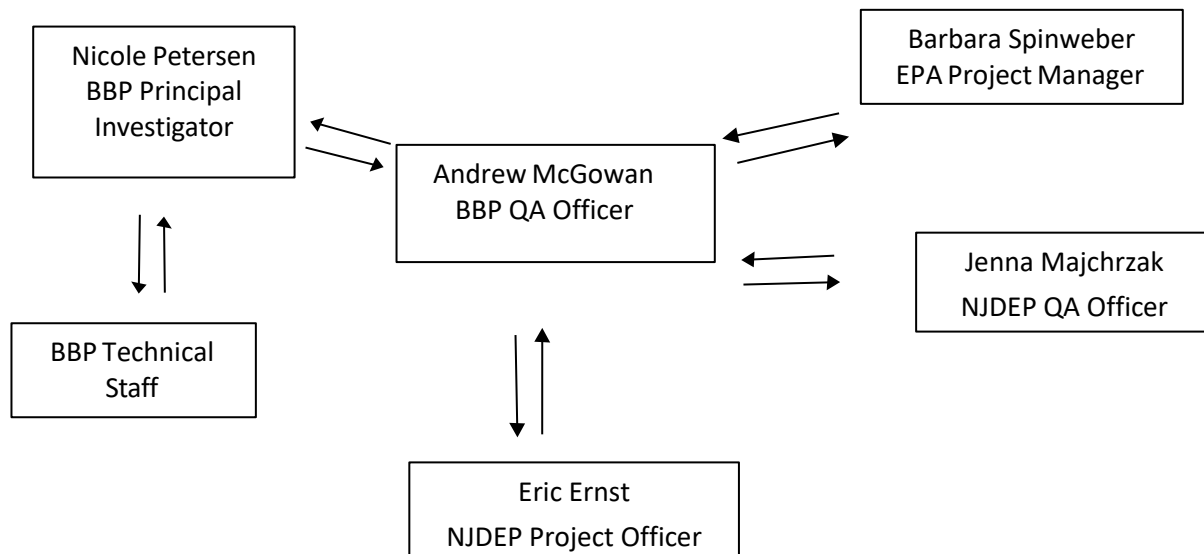 Nicole Petersen
BBP Principal
Investigator
Barbara Spinweber
EPA Project Manager
Andrew McGowan
BBP QA Officer
Jenna Majchrzak
NJDEP QA Officer
BBP Technical
Staff
Eric Ernst
NJDEP Project Officer